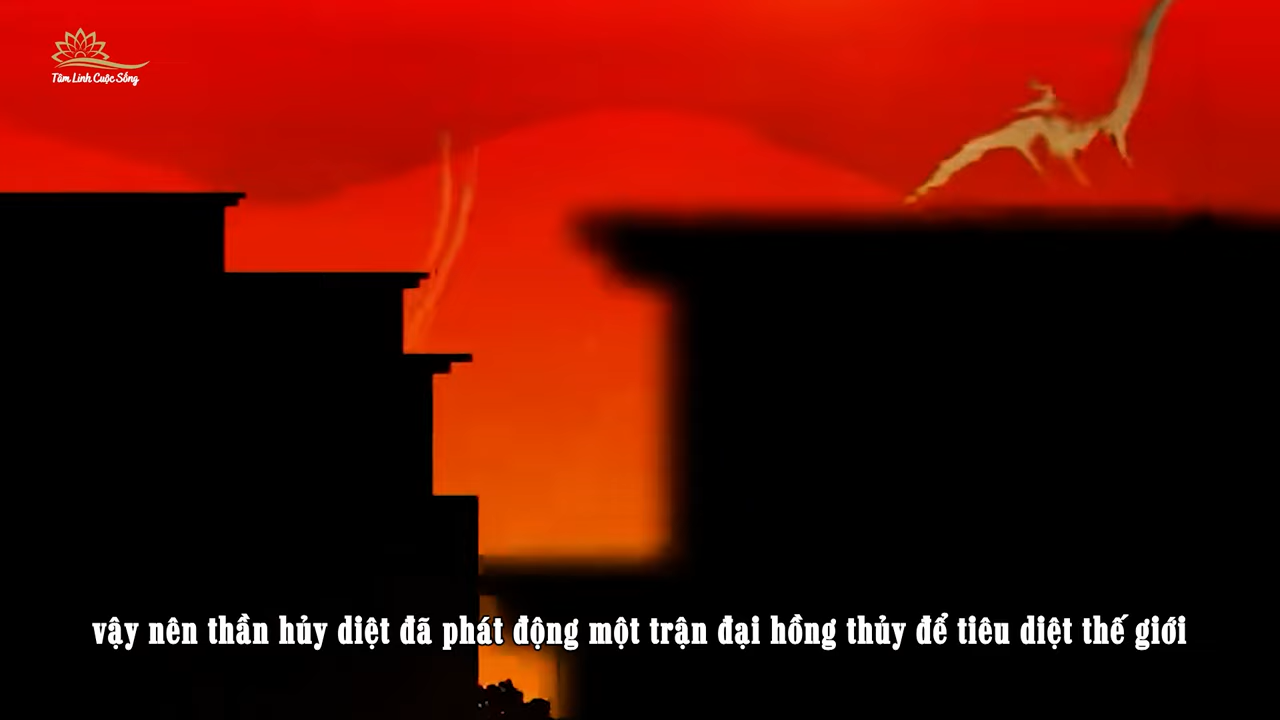 Tâm Linh Cuộc Sống
vậy nên thần hủy diệt đã phát động một trận đại hồng thủy để tiêu diệt thế giới